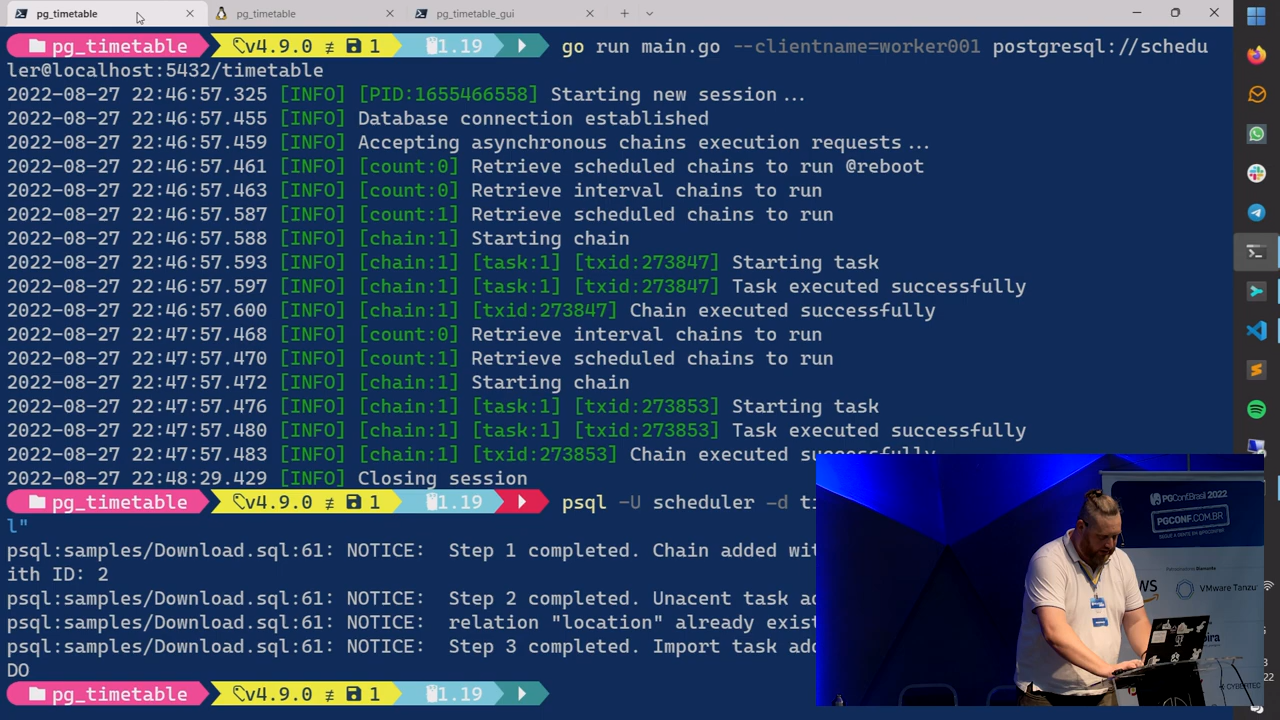 pg_timetable
pg_timetable
pg_timetable_gui
pg_timetable v4.9.0 ≢ 1 1.19 go run main.go --clientname=worker001 postgresql://schedu
ler@localhost:5432/timetable
2022-08-27 22:46:57.325 [INFO] [PID:1655466558] Starting new session...
2022-08-27 22:46:57.455 [INFO] Database connection established
2022-08-27 22:46:57.459 [INFO] Accepting asynchronous chains execution requests...
2022-08-27 22:46:57.461 [INFO] [count:0] Retrieve scheduled chains to run @reboot
2022-08-27 22:46:57.463 [INFO] [count:0] Retrieve interval chains to run
2022-08-27 22:46:57.587 [INFO] [count:1] Retrieve scheduled chains to run
2022-08-27 22:46:57.588 [INFO] [chain:1] Starting chain
2022-08-27 22:46:57.593 [INFO] [chain:1] [task:1] [txid:273847] Starting task
2022-08-27 22:46:57.597 [INFO] [chain:1] [task:1] [txid:273847] Task executed successfully
2022-08-27 22:46:57.600 [INFO] [chain:1] [txid:273847] Chain executed successfully
2022-08-27 22:47:57.468 [INFO] [count:0] Retrieve interval chains to run
2022-08-27 22:47:57.470 [INFO] [count:1] Retrieve scheduled chains to run
2022-08-27 22:47:57.472 [INFO] [chain:1] Starting chain
2022-08-27 22:47:57.476 [INFO] [chain:1] [task:1] [txid:273853] Starting task
2022-08-27 22:47:57.480 [INFO] [chain:1] [task:1] [txid:273853] Task executed successfully
2022-08-27 22:47:57.483 [INFO] [chain:1] [txid:273853] Chain executed successfully
2022-08-27 22:48:29.429 [INFO] Closing session
pg_timetable v4.9.0 ≢ 1 1.19 psql -U scheduler -d ti
l"
psql:samples/Download.sql:61: NOTICE: Step 1 completed. Chain added wit
ith ID: 2
psql:samples/Download.sql:61: NOTICE: Step 2 completed. Unacent task ad
psql:samples/Download.sql:61: NOTICE: relation "location" already exist
psql:samples/Download.sql:61: NOTICE: Step 3 completed. Import task add
DO
pg_timetable v4.9.0 ≢ 1 1.19
PGConfBrasil 2022
PGCONF.COM.BR
VMware Tanzu
CYBERTEC